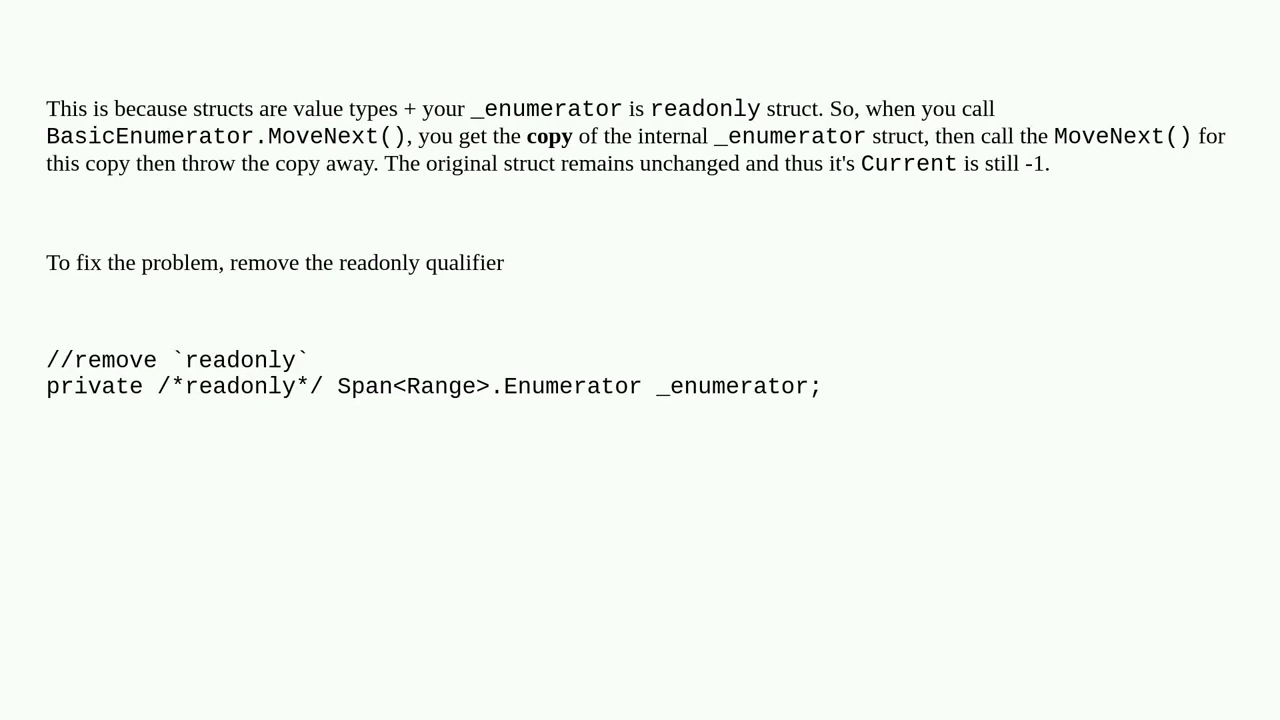 This is because structs are value types + your _enumerator is readonly struct. So, when you call
BasicEnumerator.MoveNext(), you get the copy of the internal _enumerator struct, then call the MoveNext() for
this copy then throw the copy away. The original struct remains unchanged and thus it's Current is still -1.
To fix the problem, remove the readonly qualifier
//remove `readonly`
private /*readonly*/ Span<Range>.Enumerator _enumerator;